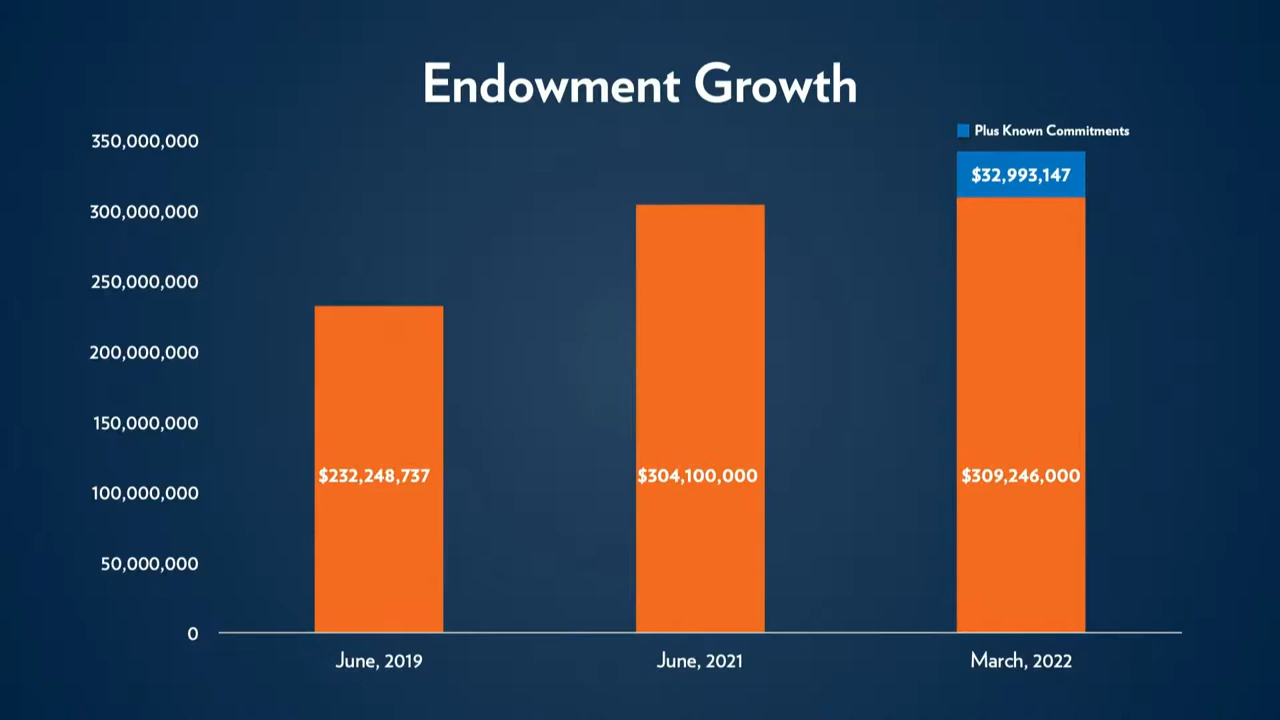 Endowment Growth
Plus Known Commitments
350,000,000
300,000,000
250,000,000
200,000,000
150,000,000
100,000,000
50,000,000
0
$232,248,737
$304,100,000
$32,993,147
$309,246,000
June, 2019
June, 2021
March, 2022